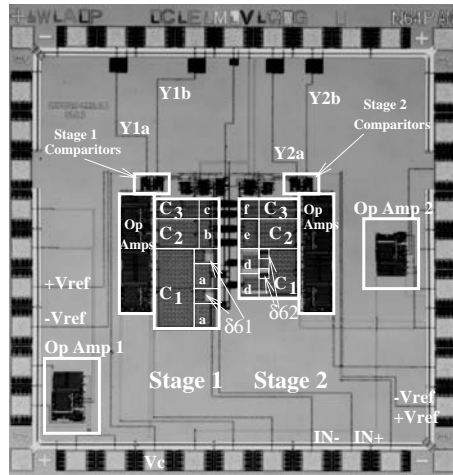 Y1b
Y2b
Stage 2
Comparitors
Stage 1
Comparitors
Y1a
Y2a
C3 c
f C3
Op Amp 2
Op
Amps
C2 b
e C2
Op
Amps
C1 a
d C1
a
d
+Vref
-Vref
δ61
δ62
Op Amp 1
Stage 1
Stage 2
-Vref
+Vref
IN-
IN+
Vc